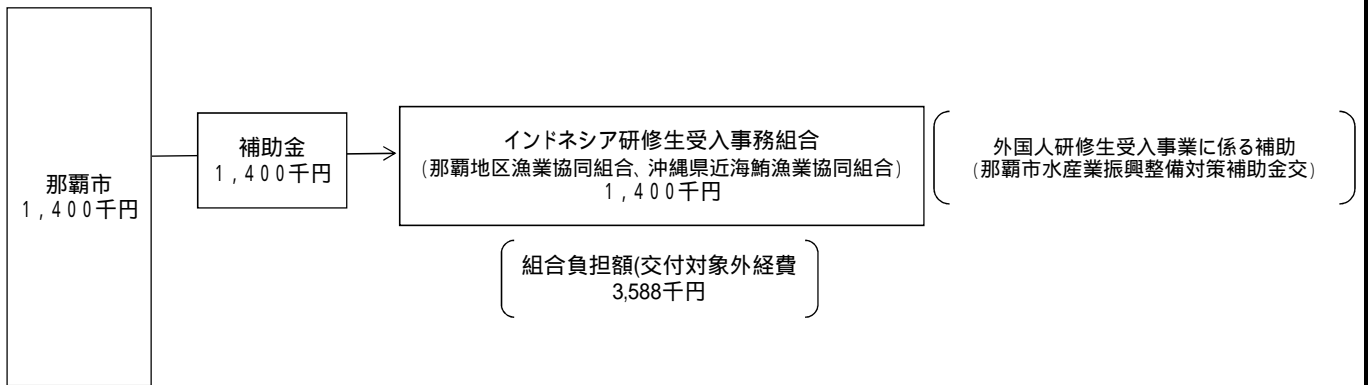 那覇市
1,400千円
補助金
1,400千円
インドネシア研修生受入事務組合
(那覇地区漁業協同組合、沖縄県近海鮪漁業協同組合)
1,400千円
外国人研修生受入事業に係る補助
(那覇市水産業振興整備対策補助金交)
組合負担額(交付対象外経費
3,588千円